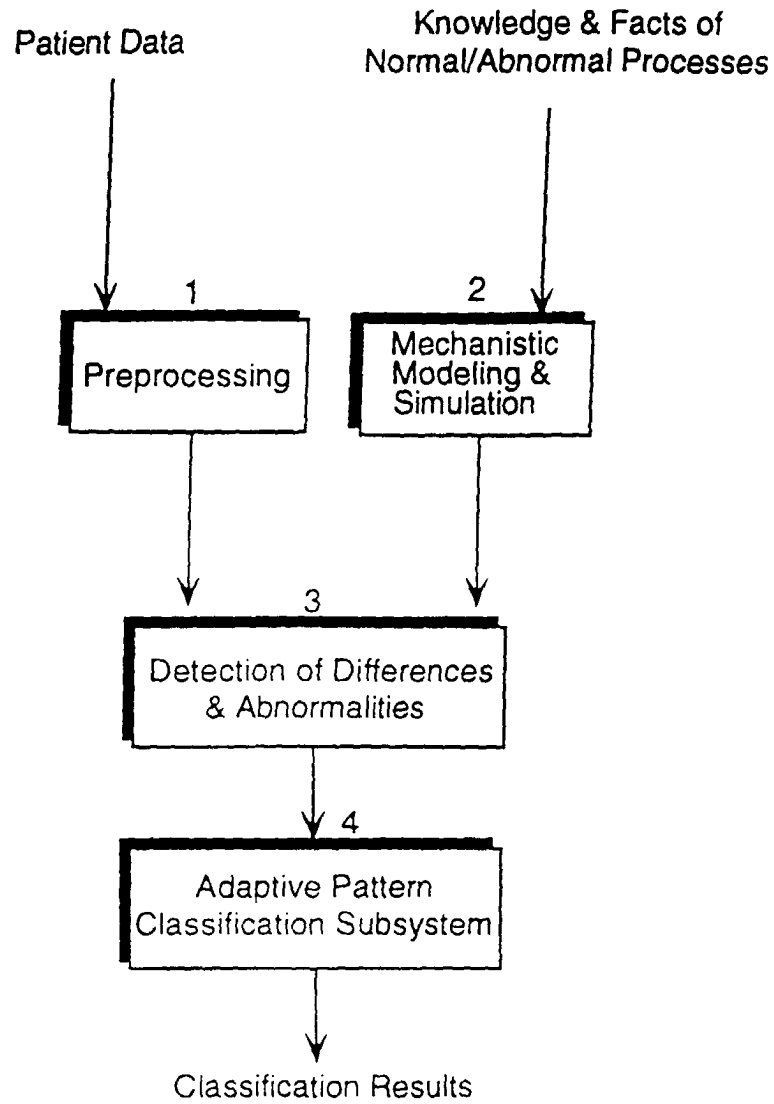 Patient Data
Knowledge & Facts of
Normal/Abnormal Processes
1
Preprocessing
2
Mechanistic
Modeling &
Simulation
3
Detection of Differences
& Abnormalities
4
Adaptive Pattern
Classification Subsystem
Classification Results